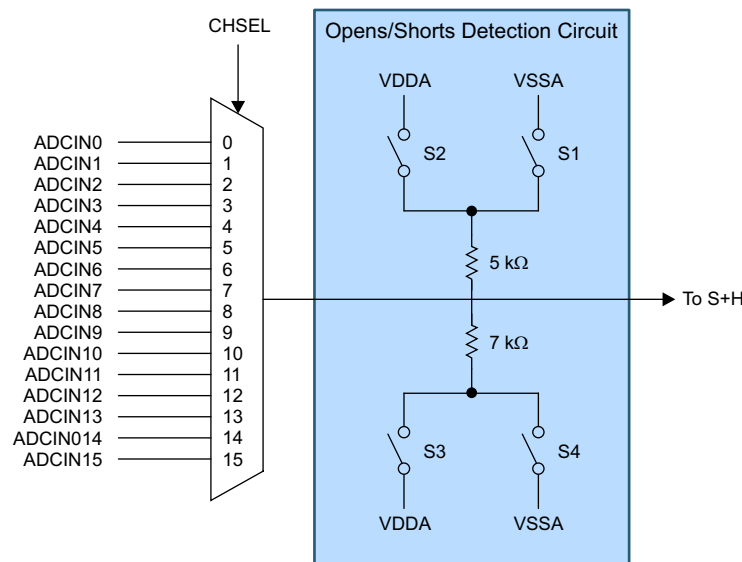 CHSEL
Opens/Shorts Detection Circuit
VDDA VSSA
S2 S1
ADCIN0 0
ADCIN1 1
ADCIN2 2
ADCIN3 3
ADCIN4 4
ADCIN5 5
ADCIN6 6
ADCIN7 7
ADCIN8 8
ADCIN9 9
ADCIN10 10
ADCIN11 11
ADCIN12 12
ADCIN13 13
ADCIN014 14
ADCIN15 15
5 kΩ
To S+H
7 kΩ
S3 S4
VDDA VSSA